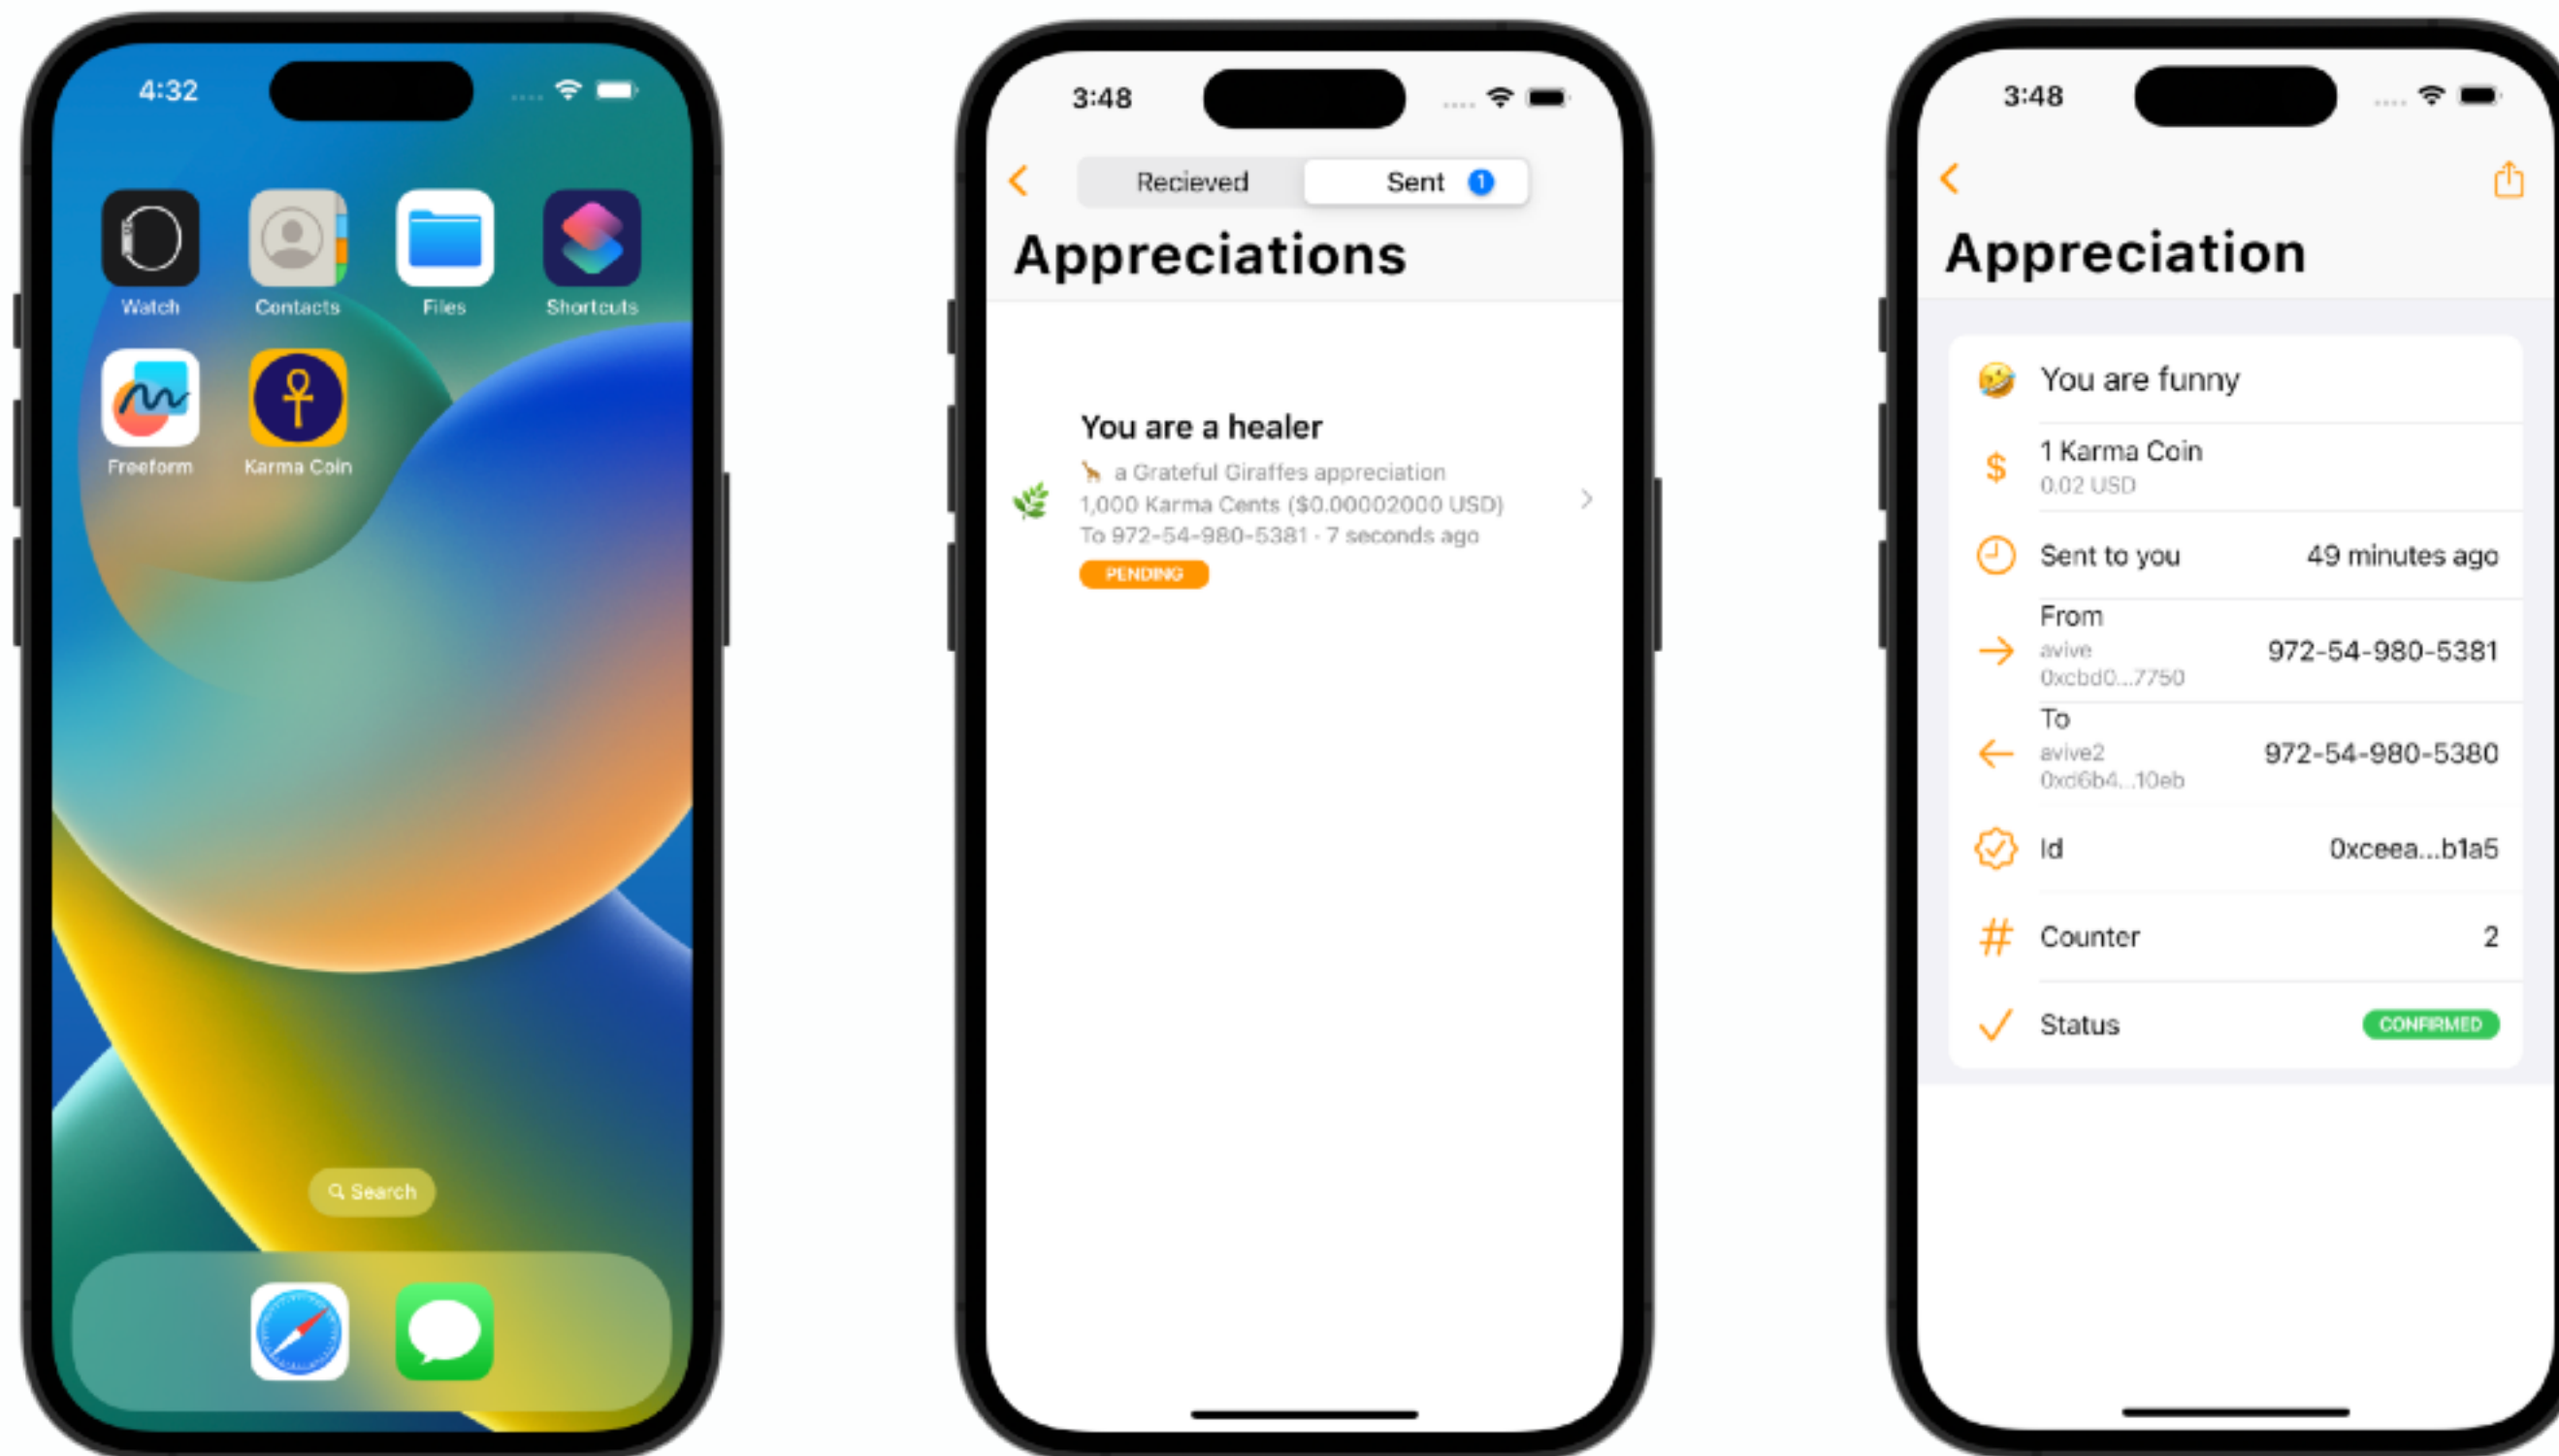 4:32
Watch
Contacts
Files
Shortcuts
Freeform
Karma Coin
Search
3:48
Recieved
Sent 1
Appreciations
You are a healer
a Grateful Giraffes appreciation
1,000 Karma Cents ($0.00002000 USD)
To 972-54-980-5381 · 7 seconds ago
PENDING
3:48
Appreciation
You are funny
$ 1 Karma Coin
0.02 USD
Sent to you 49 minutes ago
From
avive 972-54-980-5381
0xcbd0...7750
To
avive2 972-54-980-5380
0xd6b4...10eb
Id 0xceea...b1a5
# Counter 2
Status CONFIRMED